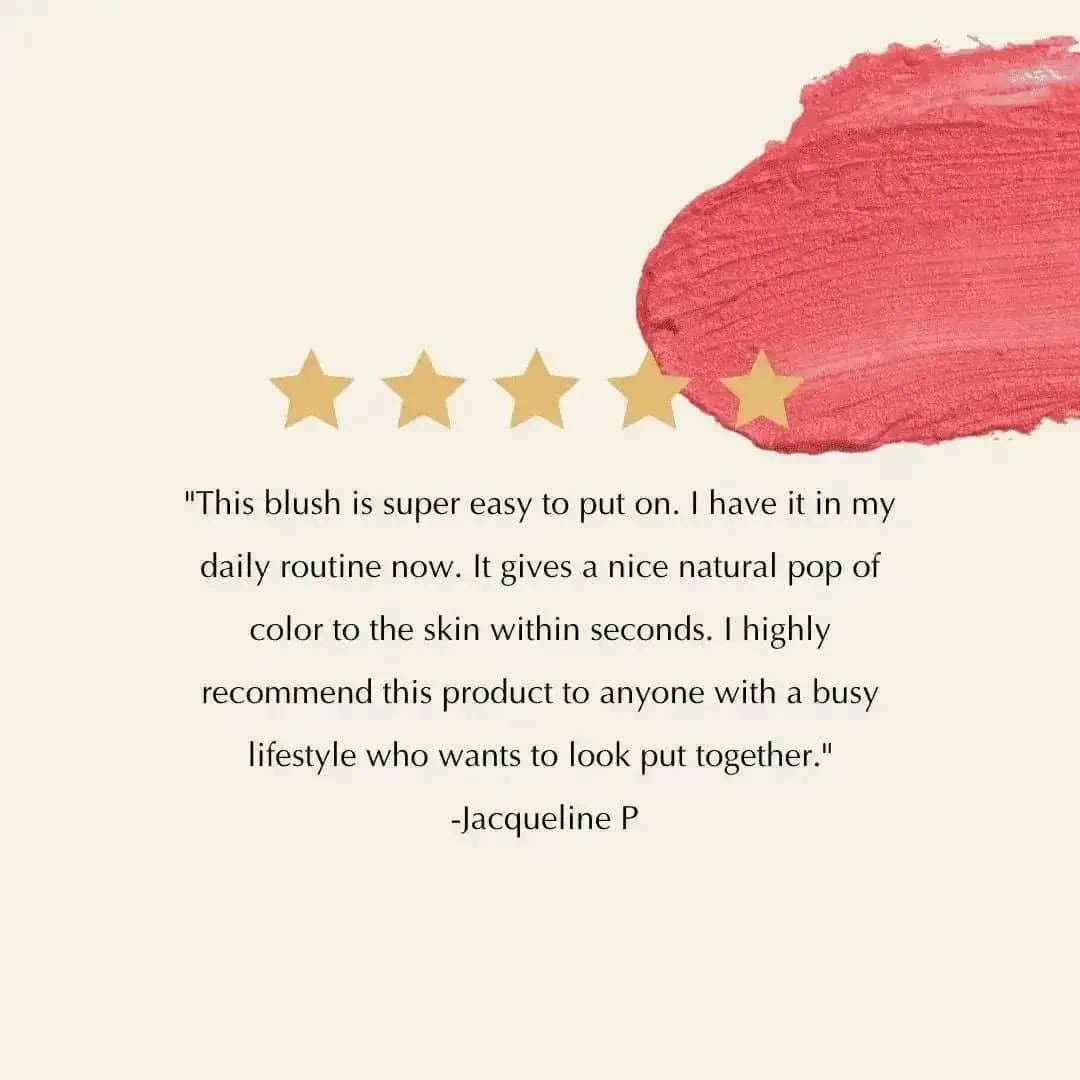 "This blush is super easy to put on. I have it in my
daily routine now. It gives a nice natural pop of
color to the skin within seconds. I highly
recommend this product to anyone with a busy
lifestyle who wants to look put together."
-Jacqueline P